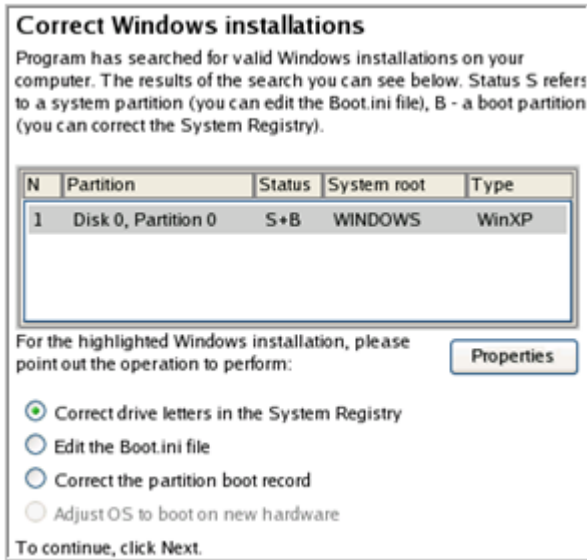 Correct Windows installations
Program has searched for valid Windows installations on your
computer. The results of the search you can see below. Status S refers
to a system partition (you can edit the Boot.ini file), B - a boot partition
(you can correct the System Registry).
N Partition Status System root Type
1 Disk 0, Partition 0 S+B WINDOWS WinXP
For the highlighted Windows installation, please
point out the operation to perform:
Properties
Correct drive letters in the System Registry
Edit the Boot.ini file
Correct the partition boot record
Adjust OS to boot on new hardware
To continue, click Next.